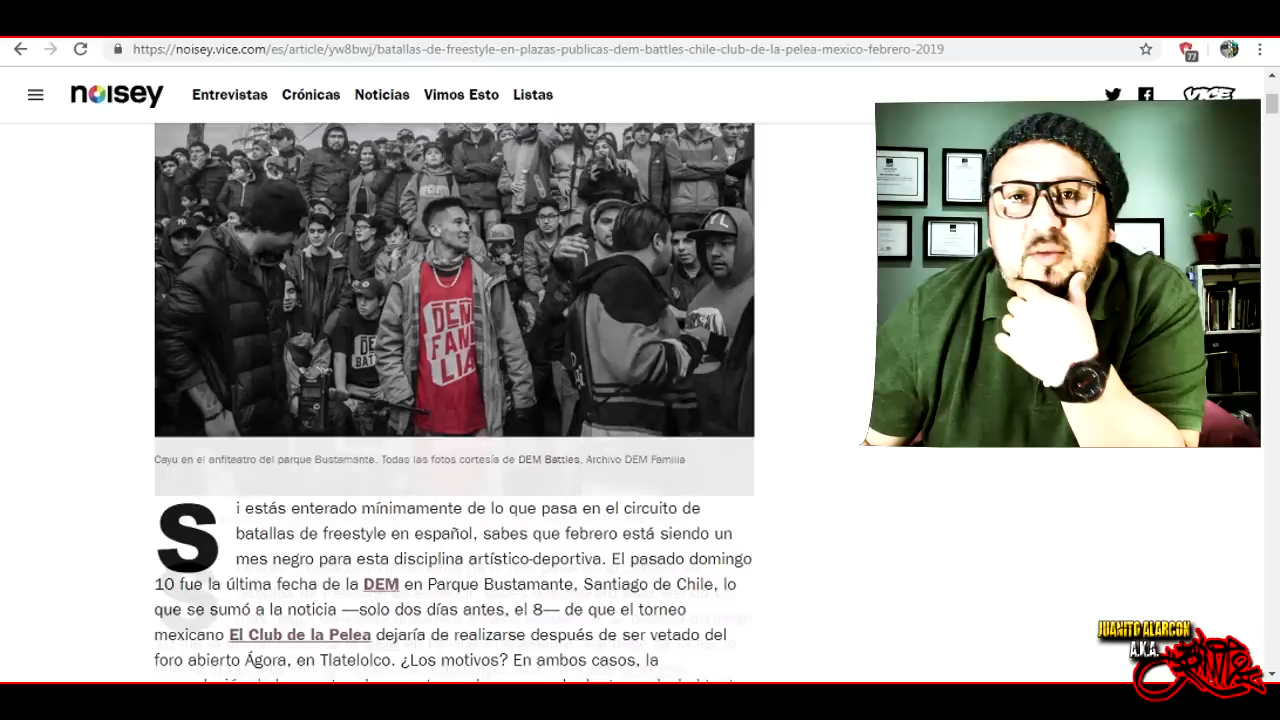 https://noisey.vice.com/es/article/yw8bwj/batallas-de-freestyle-en-plazas-publicas-dem-battles-chile-club-de-la-pelea-mexico-febrero-2019
77
noisey
Entrevistas Crónicas Noticias Vimos Esto Listas
VICE
DEM
FAM
LIA
Cayu en el anfiteatro del parque Bustamante. Todas las fotos cortesía de DEM Battles, Archivo DEM Familia
Si estás enterado mínimamente de lo que pasa en el circuito de
batallas de freestyle en español, sabes que febrero está siendo un
mes negro para esta disciplina artístico-deportiva. El pasado domingo
10 fue la última fecha de la DEM en Parque Bustamante, Santiago de Chile, lo
que se sumó a la noticia —solo dos días antes, el 8— de que el torneo
mexicano El Club de la Pelea dejaría de realizarse después de ser vetado del
foro abierto Ágora, en Tlatelolco. ¿Los motivos? En ambos casos, la
JUANITO ALARCON
A.K.A.